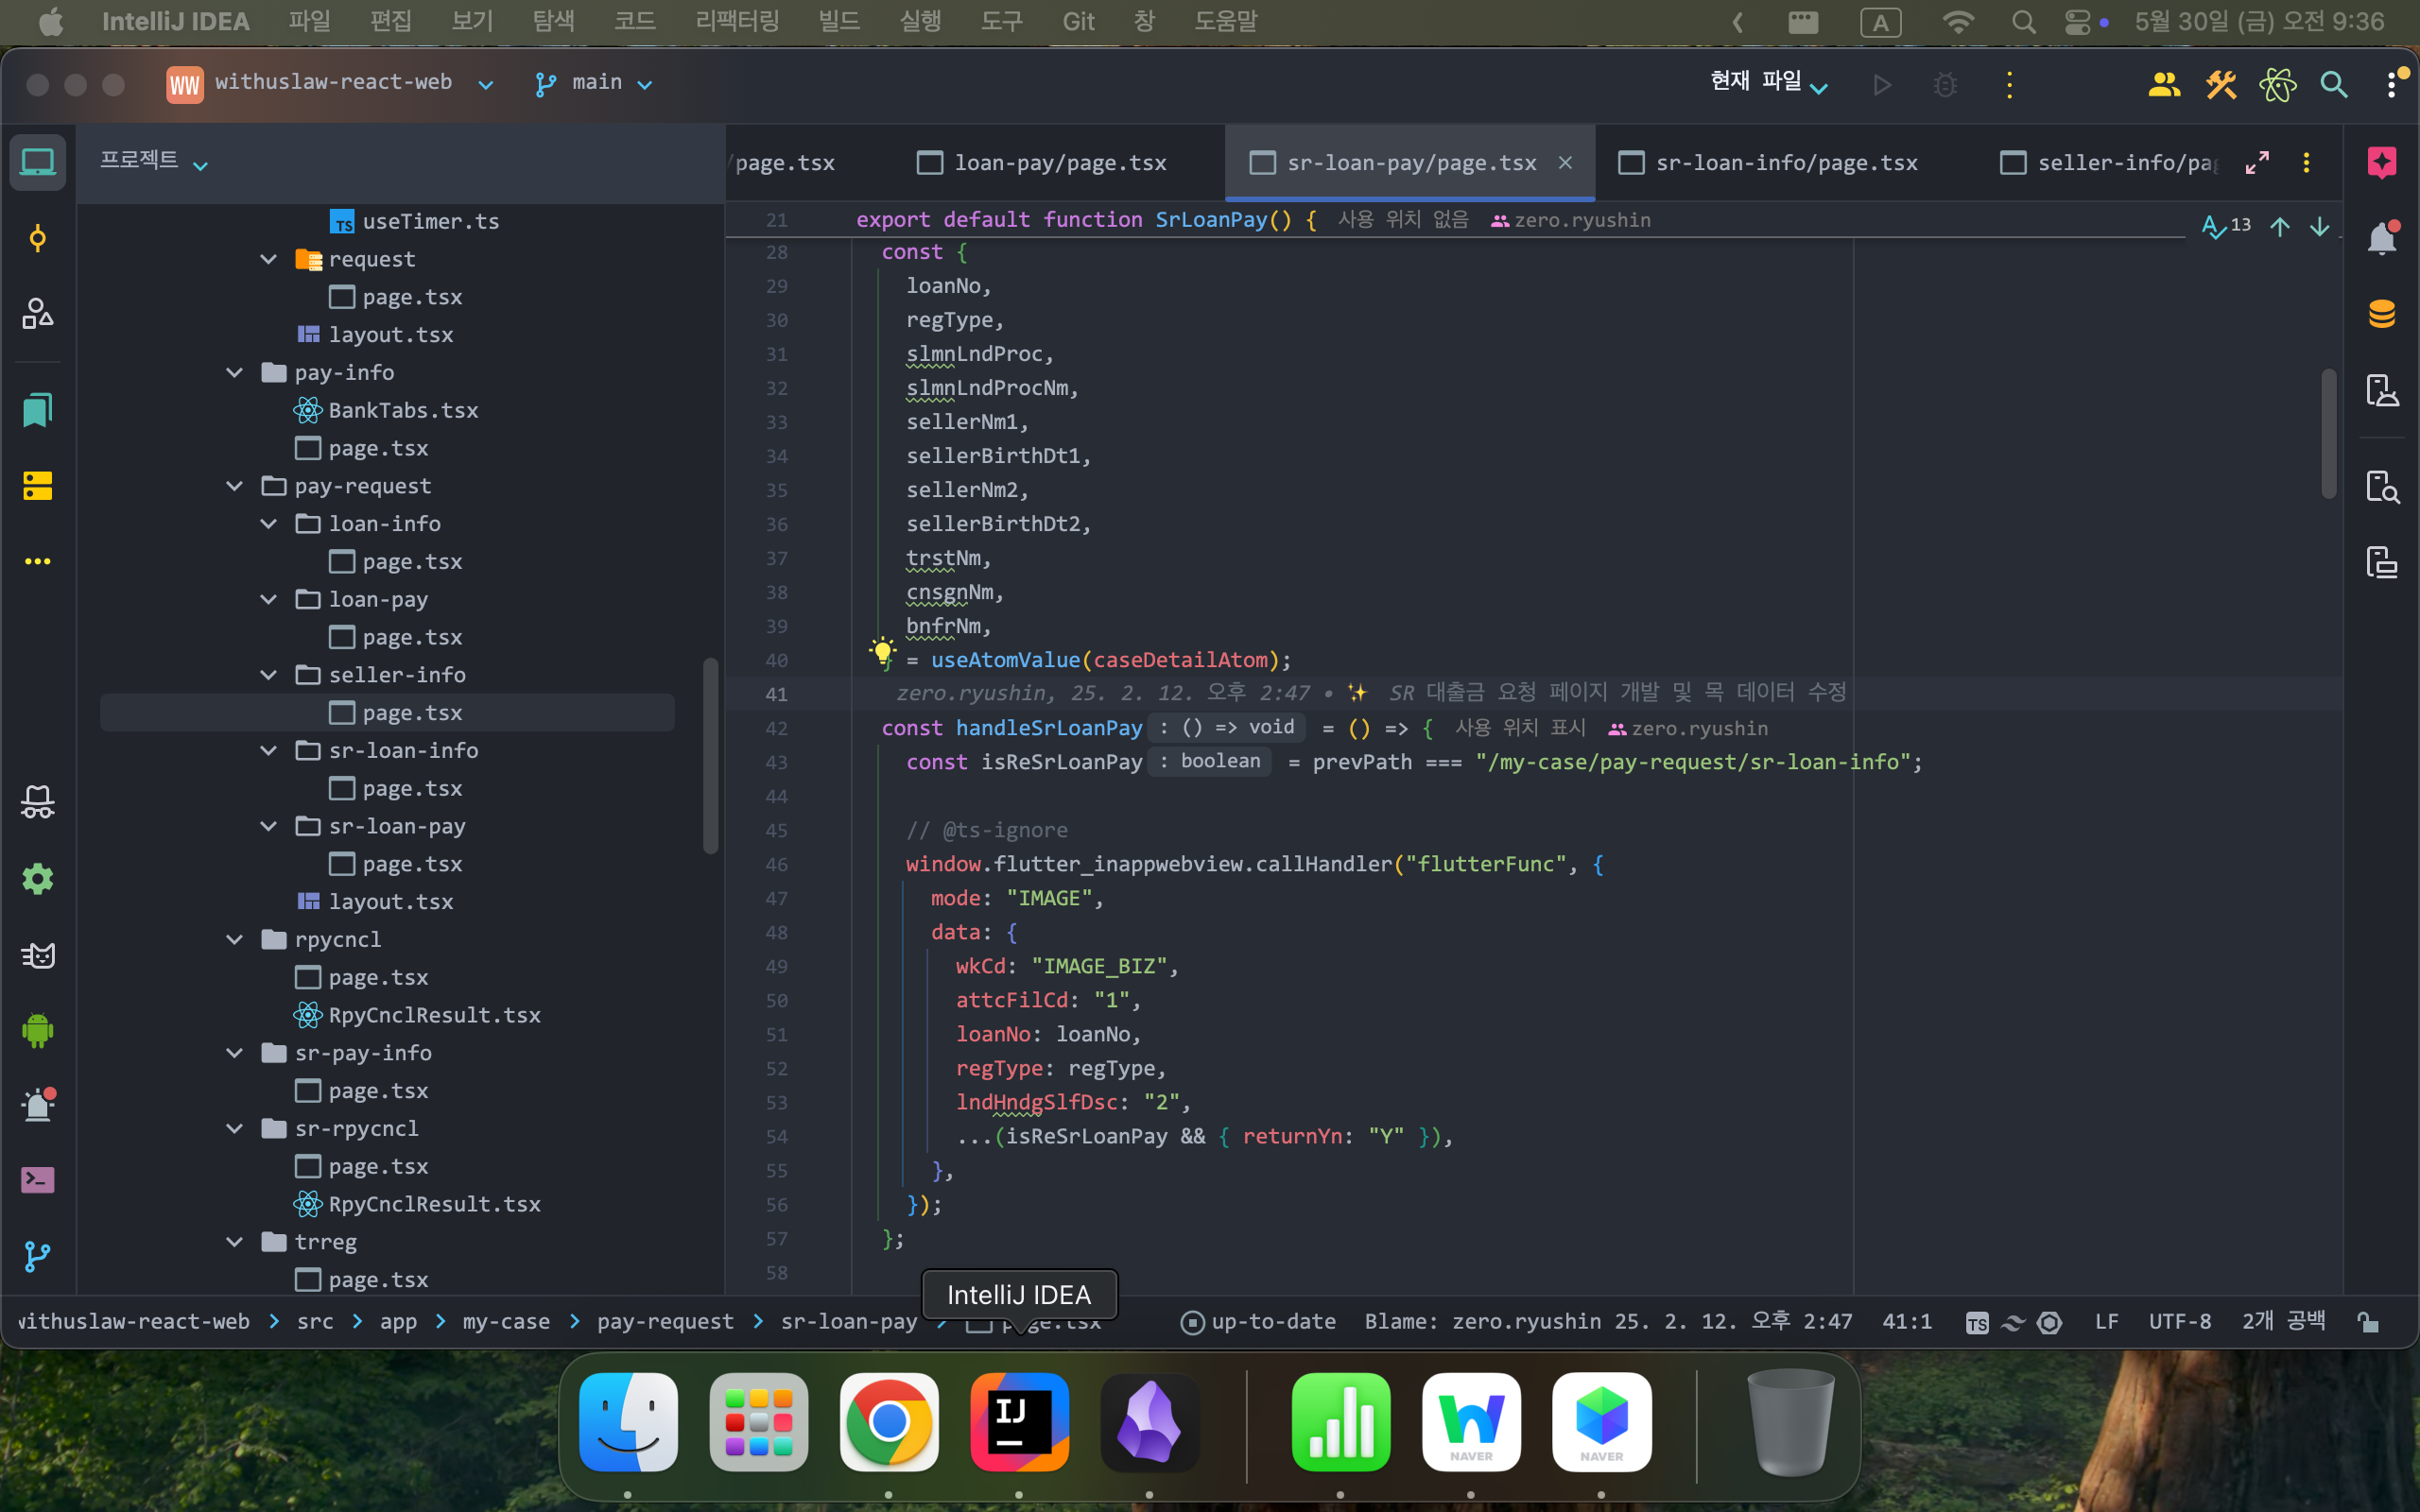 IntelliJ IDEA 파일 편집 보기 탐색 코드 리팩터링 빌드 실행 도구 Git 창 도움말 A 5월 30일 (금) 오전 9:36
WW withuslaw-react-web main 현재 파일
프로젝트
/page.tsx loan-pay/page.tsx sr-loan-pay/page.tsx sr-loan-info/page.tsx seller-info/pag
useTimer.ts
request
page.tsx
layout.tsx
pay-info
BankTabs.tsx
page.tsx
pay-request
loan-info
page.tsx
loan-pay
page.tsx
seller-info
page.tsx
sr-loan-info
page.tsx
sr-loan-pay
page.tsx
layout.tsx
rpycncl
page.tsx
RpyCnclResult.tsx
sr-pay-info
page.tsx
sr-rpycncl
page.tsx
RpyCnclResult.tsx
trreg
page.tsx
21 export default function SrLoanPay() { 사용 위치 없음 zero.ryushin 13
28 const {
29 loanNo,
30 regType,
31 slmnLndProc,
32 slmnLndProcNm,
33 sellerNm1,
34 sellerBirthDt1,
35 sellerNm2,
36 sellerBirthDt2,
37 trstNm,
38 cnsgnNm,
39 bnfrNm,
40 } = useAtomValue(caseDetailAtom);
41 zero.ryushin, 25. 2. 12. 오후 2:47 • ✨ SR 대출금 요청 페이지 개발 및 목 데이터 수정
42 const handleSrLoanPay : () => void = () => { 사용 위치 표시 zero.ryushin
43 const isReSrLoanPay : boolean = prevPath === "/my-case/pay-request/sr-loan-info";
44
45 // @ts-ignore
46 window.flutter_inappwebview.callHandler("flutterFunc", {
47 mode: "IMAGE",
48 data: {
49 wkCd: "IMAGE_BIZ",
50 attcFilCd: "1",
51 loanNo: loanNo,
52 regType: regType,
53 lndHndgSlfDsc: "2",
54 ...(isReSrLoanPay && { returnYn: "Y" }),
55 },
56 });
57 };
58
IntelliJ IDEA
withuslaw-react-web > src > app > my-case > pay-request > sr-loan-pay > page.tsx up-to-date Blame: zero.ryushin 25. 2. 12. 오후 2:47 41:1 TS LF UTF-8 2개 공백
IJ
NAVER
NAVER